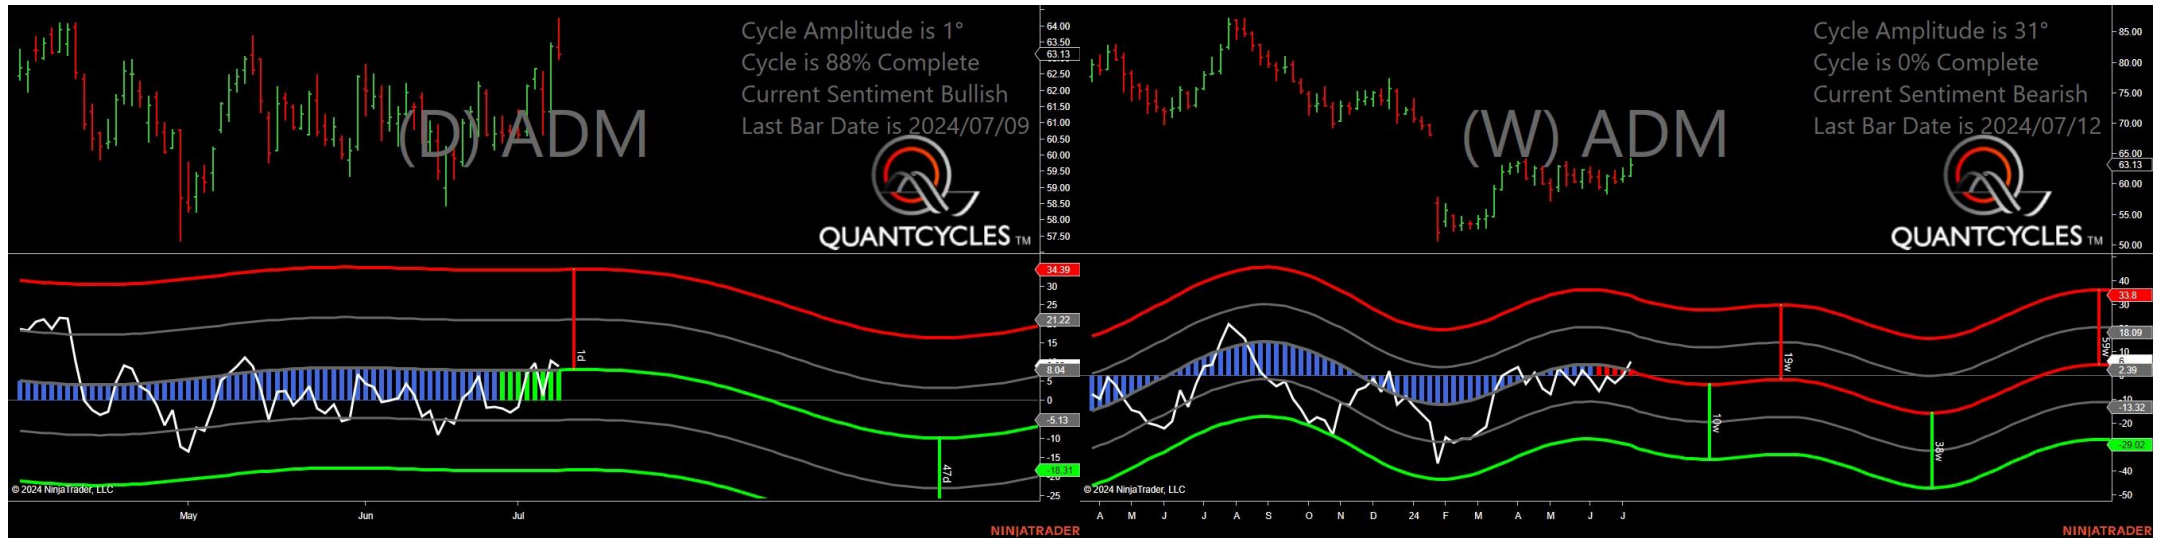 Cycle Amplitude is 1°
Cycle is 88% Complete
Current Sentiment Bullish
Last Bar Date is 2024/07/09
(D) ADM
QUANTCYCLES TM
64.00
63.50
63.13
62.50
62.00
61.50
61.00
60.50
60.00
59.50
59.00
58.50
58.00
57.50
34.39
30
25
21.22
15
8.04
5
0
-5.13
-10
-15
-18.31
-25
1d
47d
© 2024 NinjaTrader, LLC
May Jun Jul
NINJATRADER
Cycle Amplitude is 31°
Cycle is 0% Complete
Current Sentiment Bearish
Last Bar Date is 2024/07/12
(W) ADM
QUANTCYCLES TM
85.00
80.00
75.00
70.00
65.00
63.13
60.00
55.00
50.00
40
33.8
30
18.09
10
2.39
-13.32
-20
-29.02
-40
-50
19w
10w
38w
59w
© 2024 NinjaTrader, LLC
A M J J A S O N D 24 F M A M J J
NINJATRADER